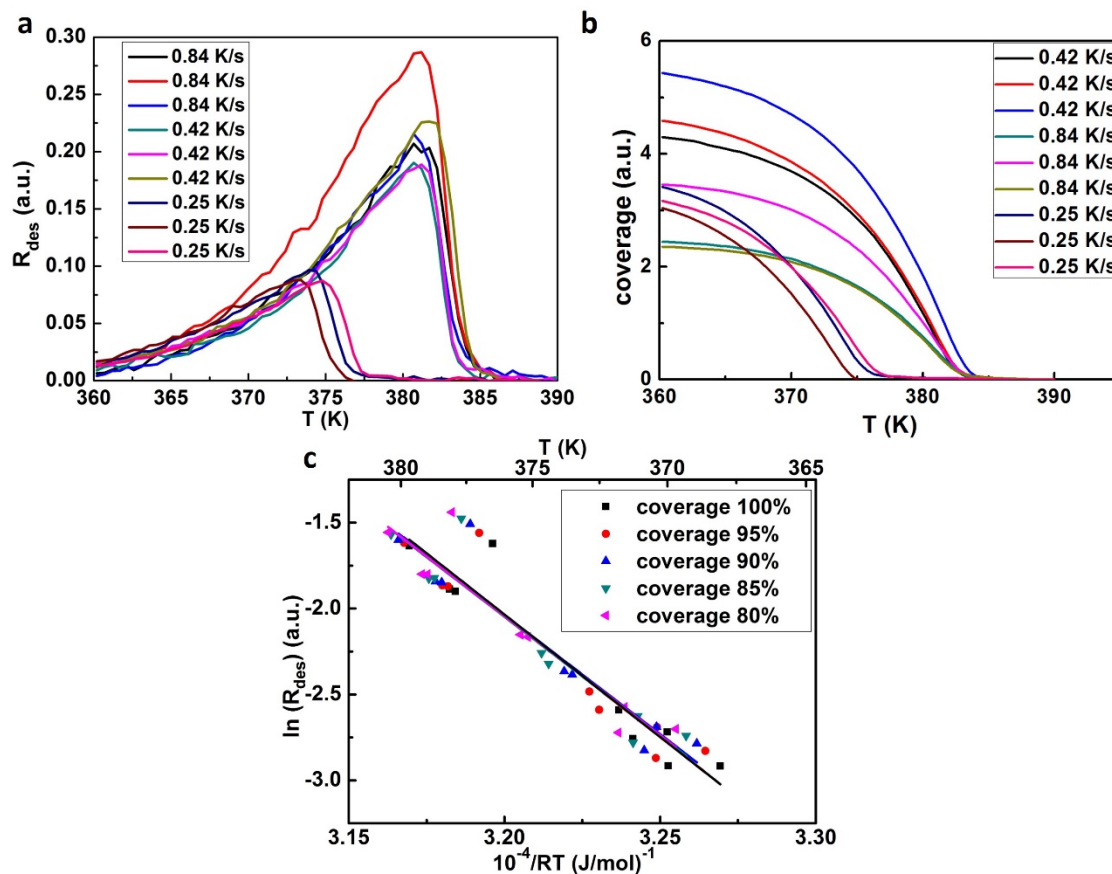 a
R_des (a.u.)
0.30
0.25
0.20
0.15
0.10
0.05
0.00
360 365 370 375 380 385 390
T (K)
0.84 K/s
0.84 K/s
0.84 K/s
0.42 K/s
0.42 K/s
0.42 K/s
0.25 K/s
0.25 K/s
0.25 K/s
b
coverage (a.u.)
6
4
2
0
360 370 380 390
T (K)
0.42 K/s
0.42 K/s
0.42 K/s
0.84 K/s
0.84 K/s
0.84 K/s
0.25 K/s
0.25 K/s
0.25 K/s
c
T (K)
380 375 370 365
ln (R_des) (a.u.)
-1.5
-2.0
-2.5
-3.0
coverage 100%
coverage 95%
coverage 90%
coverage 85%
coverage 80%
3.15 3.20 3.25 3.30
10^-4/RT (J/mol)^-1